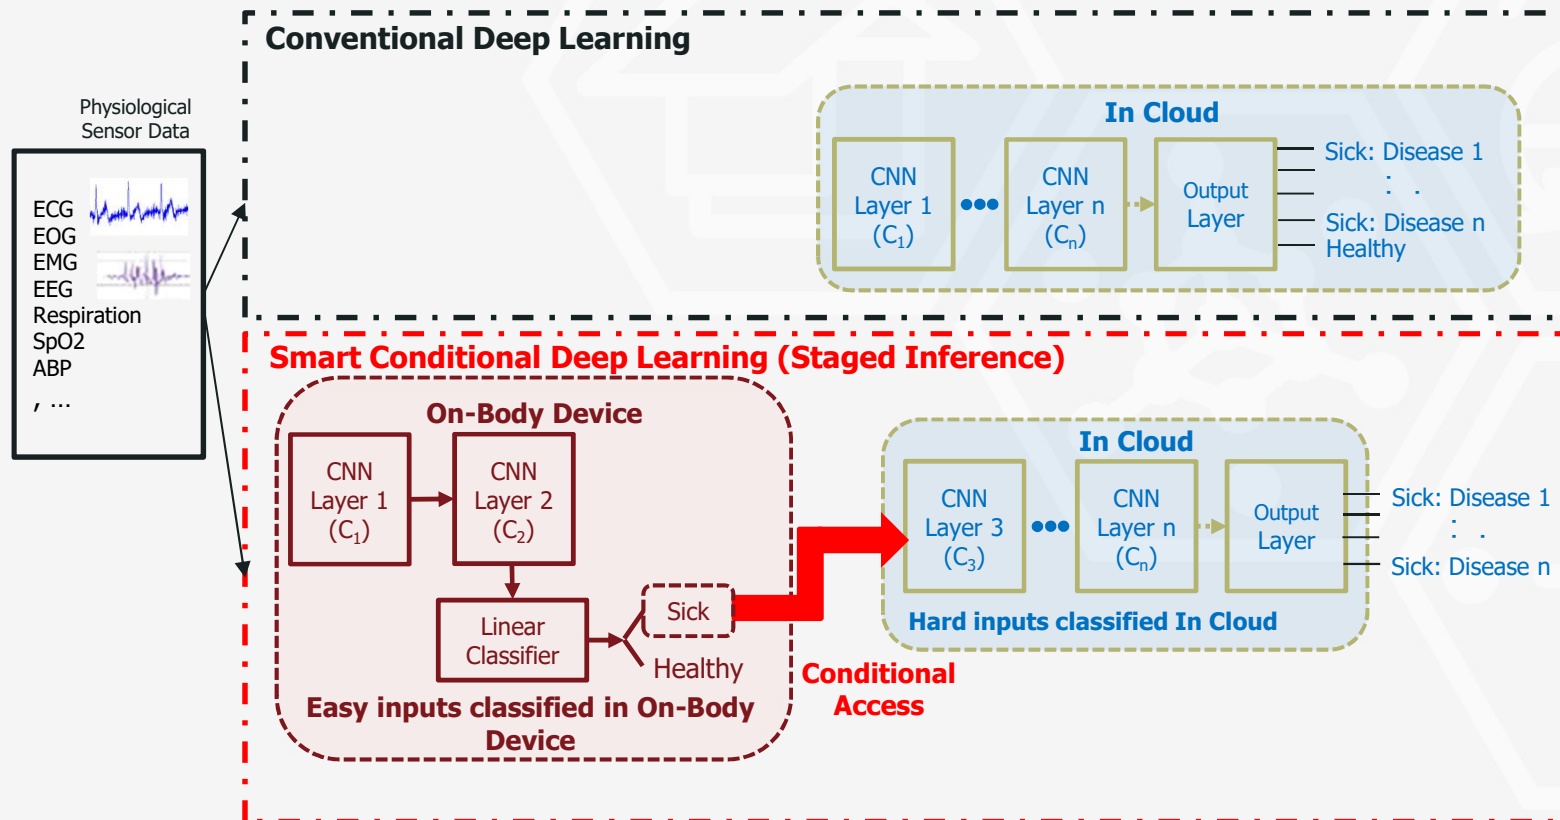 Conventional Deep Learning
Physiological
Sensor Data
ECG
EOG
EMG
EEG
Respiration
SpO2
ABP
, ...
In Cloud
CNN
Layer 1
(C₁)
CNN
Layer n
(Cₙ)
Output
Layer
Sick: Disease 1
: .
Sick: Disease n
Healthy
Smart Conditional Deep Learning (Staged Inference)
On-Body Device
CNN
Layer 1
(C₁)
CNN
Layer 2
(C₂)
Linear
Classifier
Sick
Healthy
Easy inputs classified in On-Body
Device
Conditional
Access
In Cloud
CNN
Layer 3
(C₃)
CNN
Layer n
(Cₙ)
Output
Layer
Sick: Disease 1
: .
Sick: Disease n
Hard inputs classified In Cloud